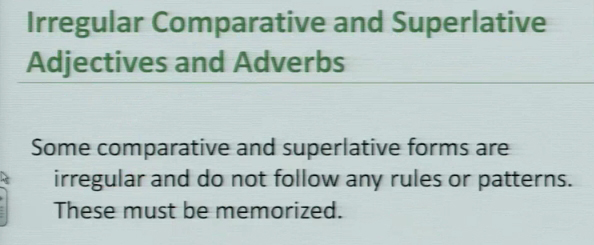 Irregular Comparative and Superlative
Adjectives and Adverbs
Some comparative and superlative forms are
irregular and do not follow any rules or patterns.
These must be memorized.